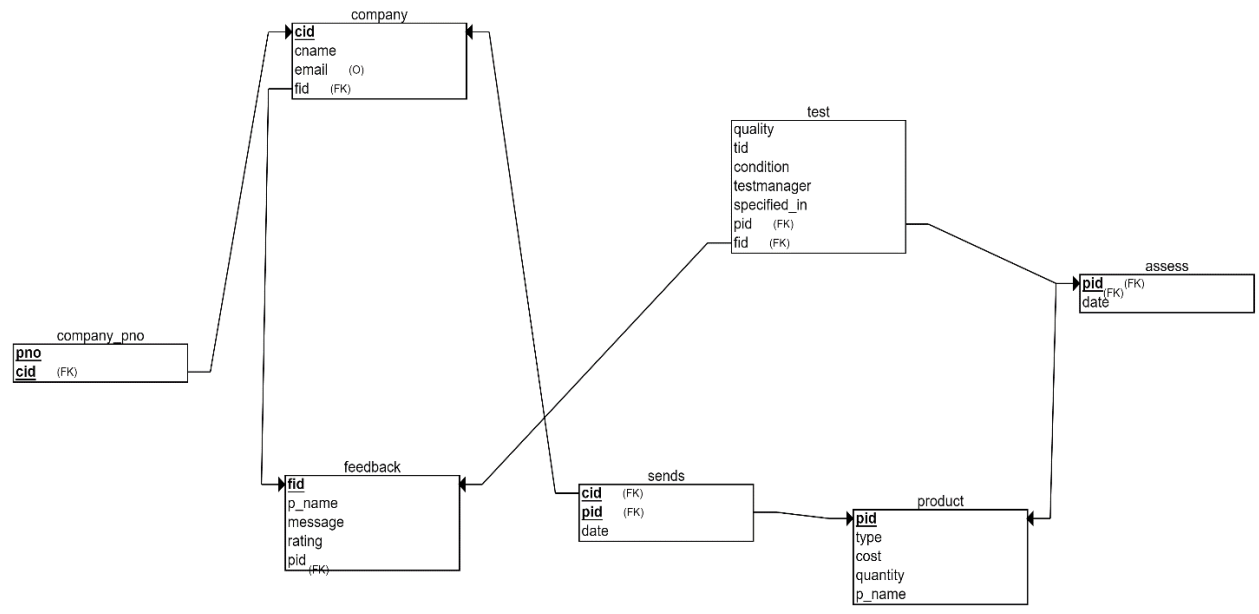 company
cid
cname
email (O)
fid (FK)
test
quality
tid
condition
testmanager
specified_in
pid (FK)
fid (FK)
assess
pid (FK) (FK)
date
company_pno
pno
cid (FK)
feedback
fid
p_name
message
rating
pid (FK)
sends
cid (FK)
pid (FK)
date
product
pid
type
cost
quantity
p_name